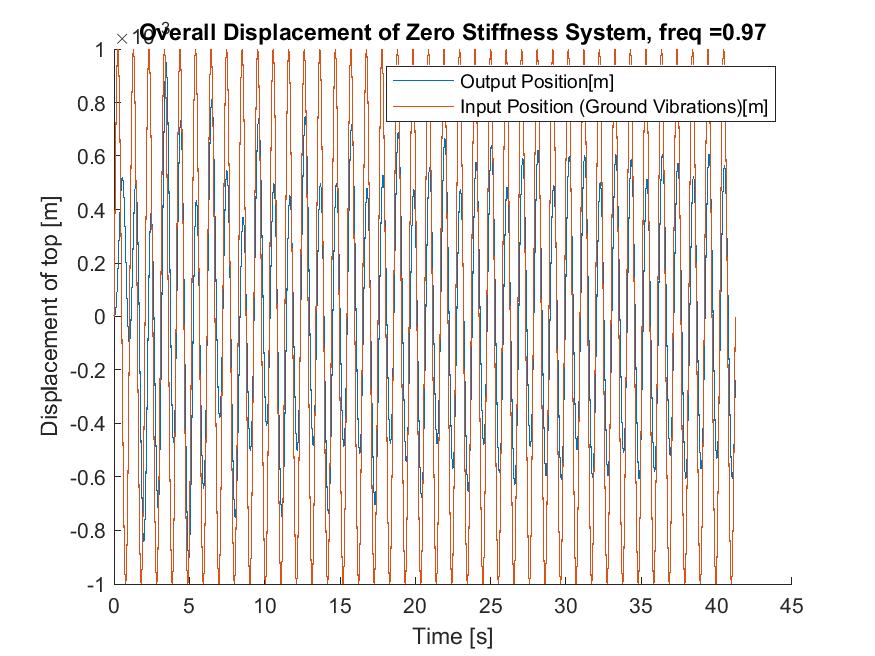 ×10-3
Overall Displacement of Zero Stiffness System, freq =0.97
Output Position[m]
Input Position (Ground Vibrations)[m]
Displacement of top [m]
1
0.8
0.6
0.4
0.2
0
-0.2
-0.4
-0.6
-0.8
-1
0 5 10 15 20 25 30 35 40 45
Time [s]